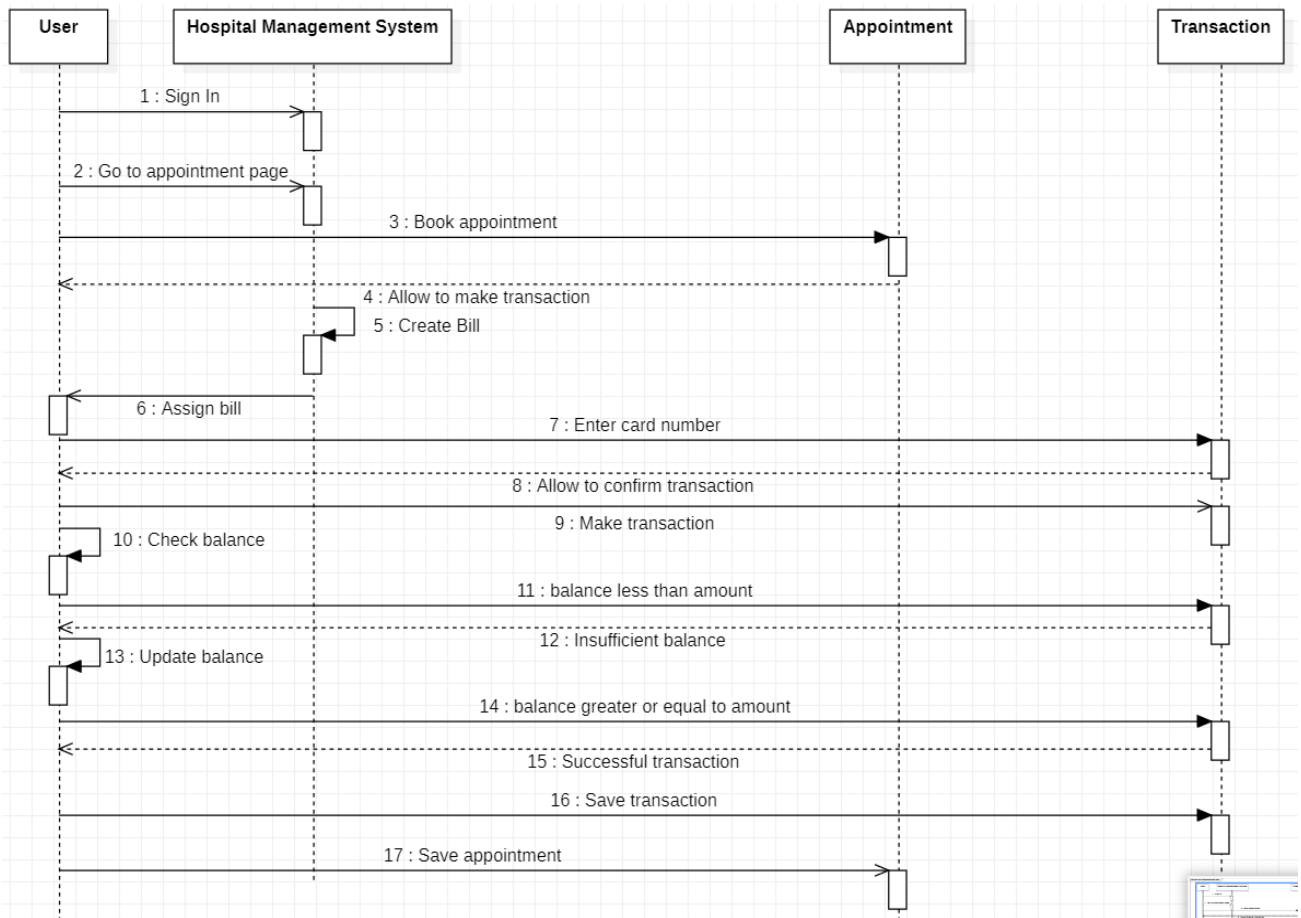 User
Hospital Management System
Appointment
Transaction
1 : Sign In
2 : Go to appointment page
3 : Book appointment
4 : Allow to make transaction
5 : Create Bill
6 : Assign bill
7 : Enter card number
8 : Allow to confirm transaction
9 : Make transaction
10 : Check balance
11 : balance less than amount
12 : Insufficient balance
13 : Update balance
14 : balance greater or equal to amount
15 : Successful transaction
16 : Save transaction
17 : Save appointment